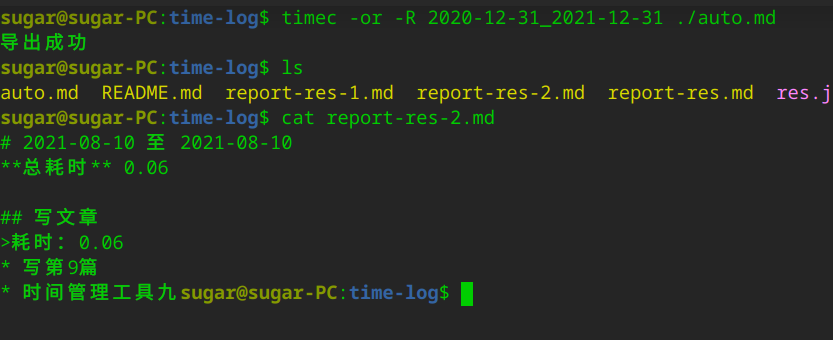 sugar@sugar-PC:time-log$ timec -or -R 2020-12-31_2021-12-31 ./auto.md
导出成功
sugar@sugar-PC:time-log$ ls
auto.md  README.md  report-res-1.md  report-res-2.md  report-res.md  res.j
sugar@sugar-PC:time-log$ cat report-res-2.md
# 2021-08-10 至 2021-08-10
**总耗时** 0.06

## 写文章
>耗时: 0.06
* 写第9篇
* 时间管理工具九sugar@sugar-PC:time-log$